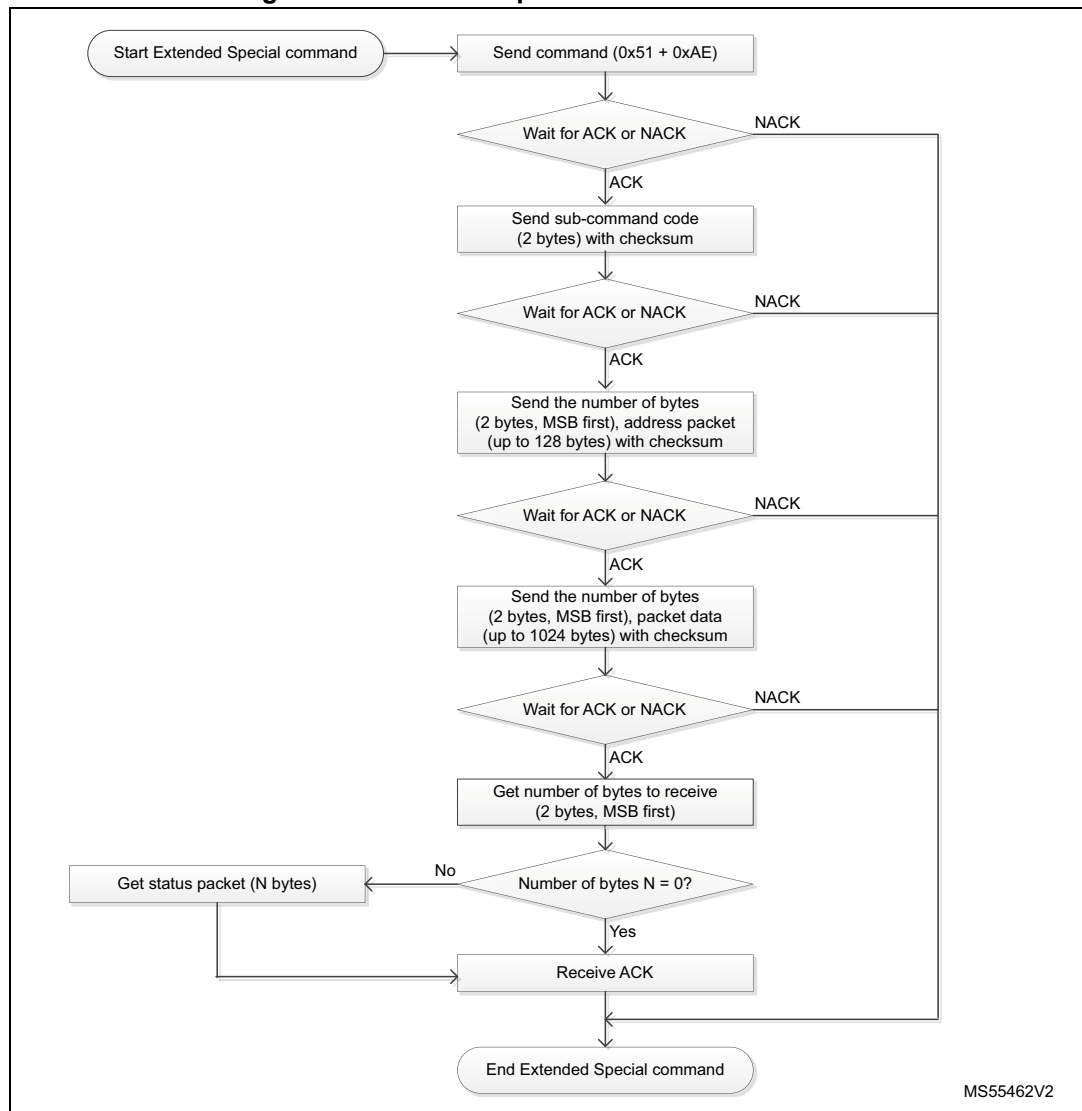 Start Extended Special command
Send command (0x51 + 0xAE)
Wait for ACK or NACK
NACK
ACK
Send sub-command code
(2 bytes) with checksum
Wait for ACK or NACK
NACK
ACK
Send the number of bytes
(2 bytes, MSB first), address packet
(up to 128 bytes) with checksum
Wait for ACK or NACK
NACK
ACK
Send the number of bytes
(2 bytes, MSB first), packet data
(up to 1024 bytes) with checksum
Wait for ACK or NACK
NACK
ACK
Get number of bytes to receive
(2 bytes, MSB first)
Number of bytes N = 0?
No
Get status packet (N bytes)
Yes
Receive ACK
End Extended Special command
MS55462V2